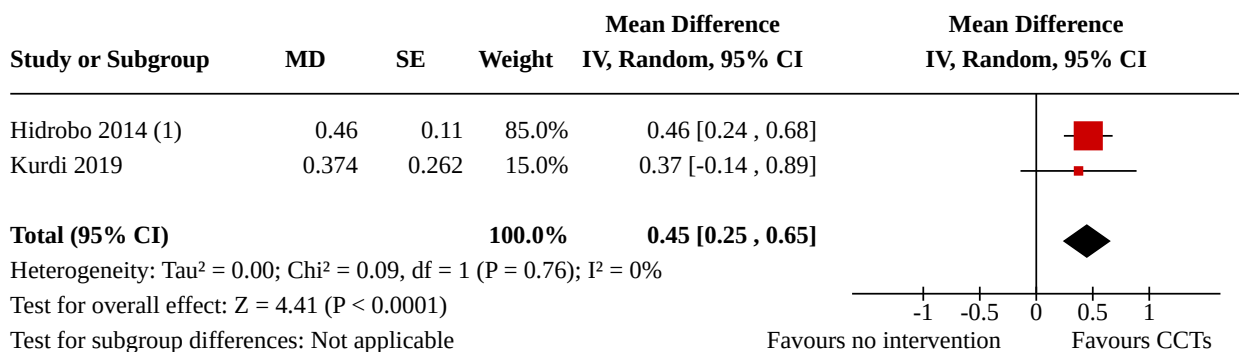 Mean Difference Mean Difference
Study or Subgroup MD SE Weight IV, Random, 95% CI IV, Random, 95% CI
Hidrobo 2014 (1) 0.46 0.11 85.0% 0.46 [0.24 , 0.68]
Kurdi 2019 0.374 0.262 15.0% 0.37 [-0.14 , 0.89]
Total (95% CI) 100.0% 0.45 [0.25 , 0.65]
Heterogeneity: Tau² = 0.00; Chi² = 0.09, df = 1 (P = 0.76); I² = 0%
Test for overall effect: Z = 4.41 (P < 0.0001)
-1 -0.5 0 0.5 1
Test for subgroup differences: Not applicable Favours no intervention Favours CCTs